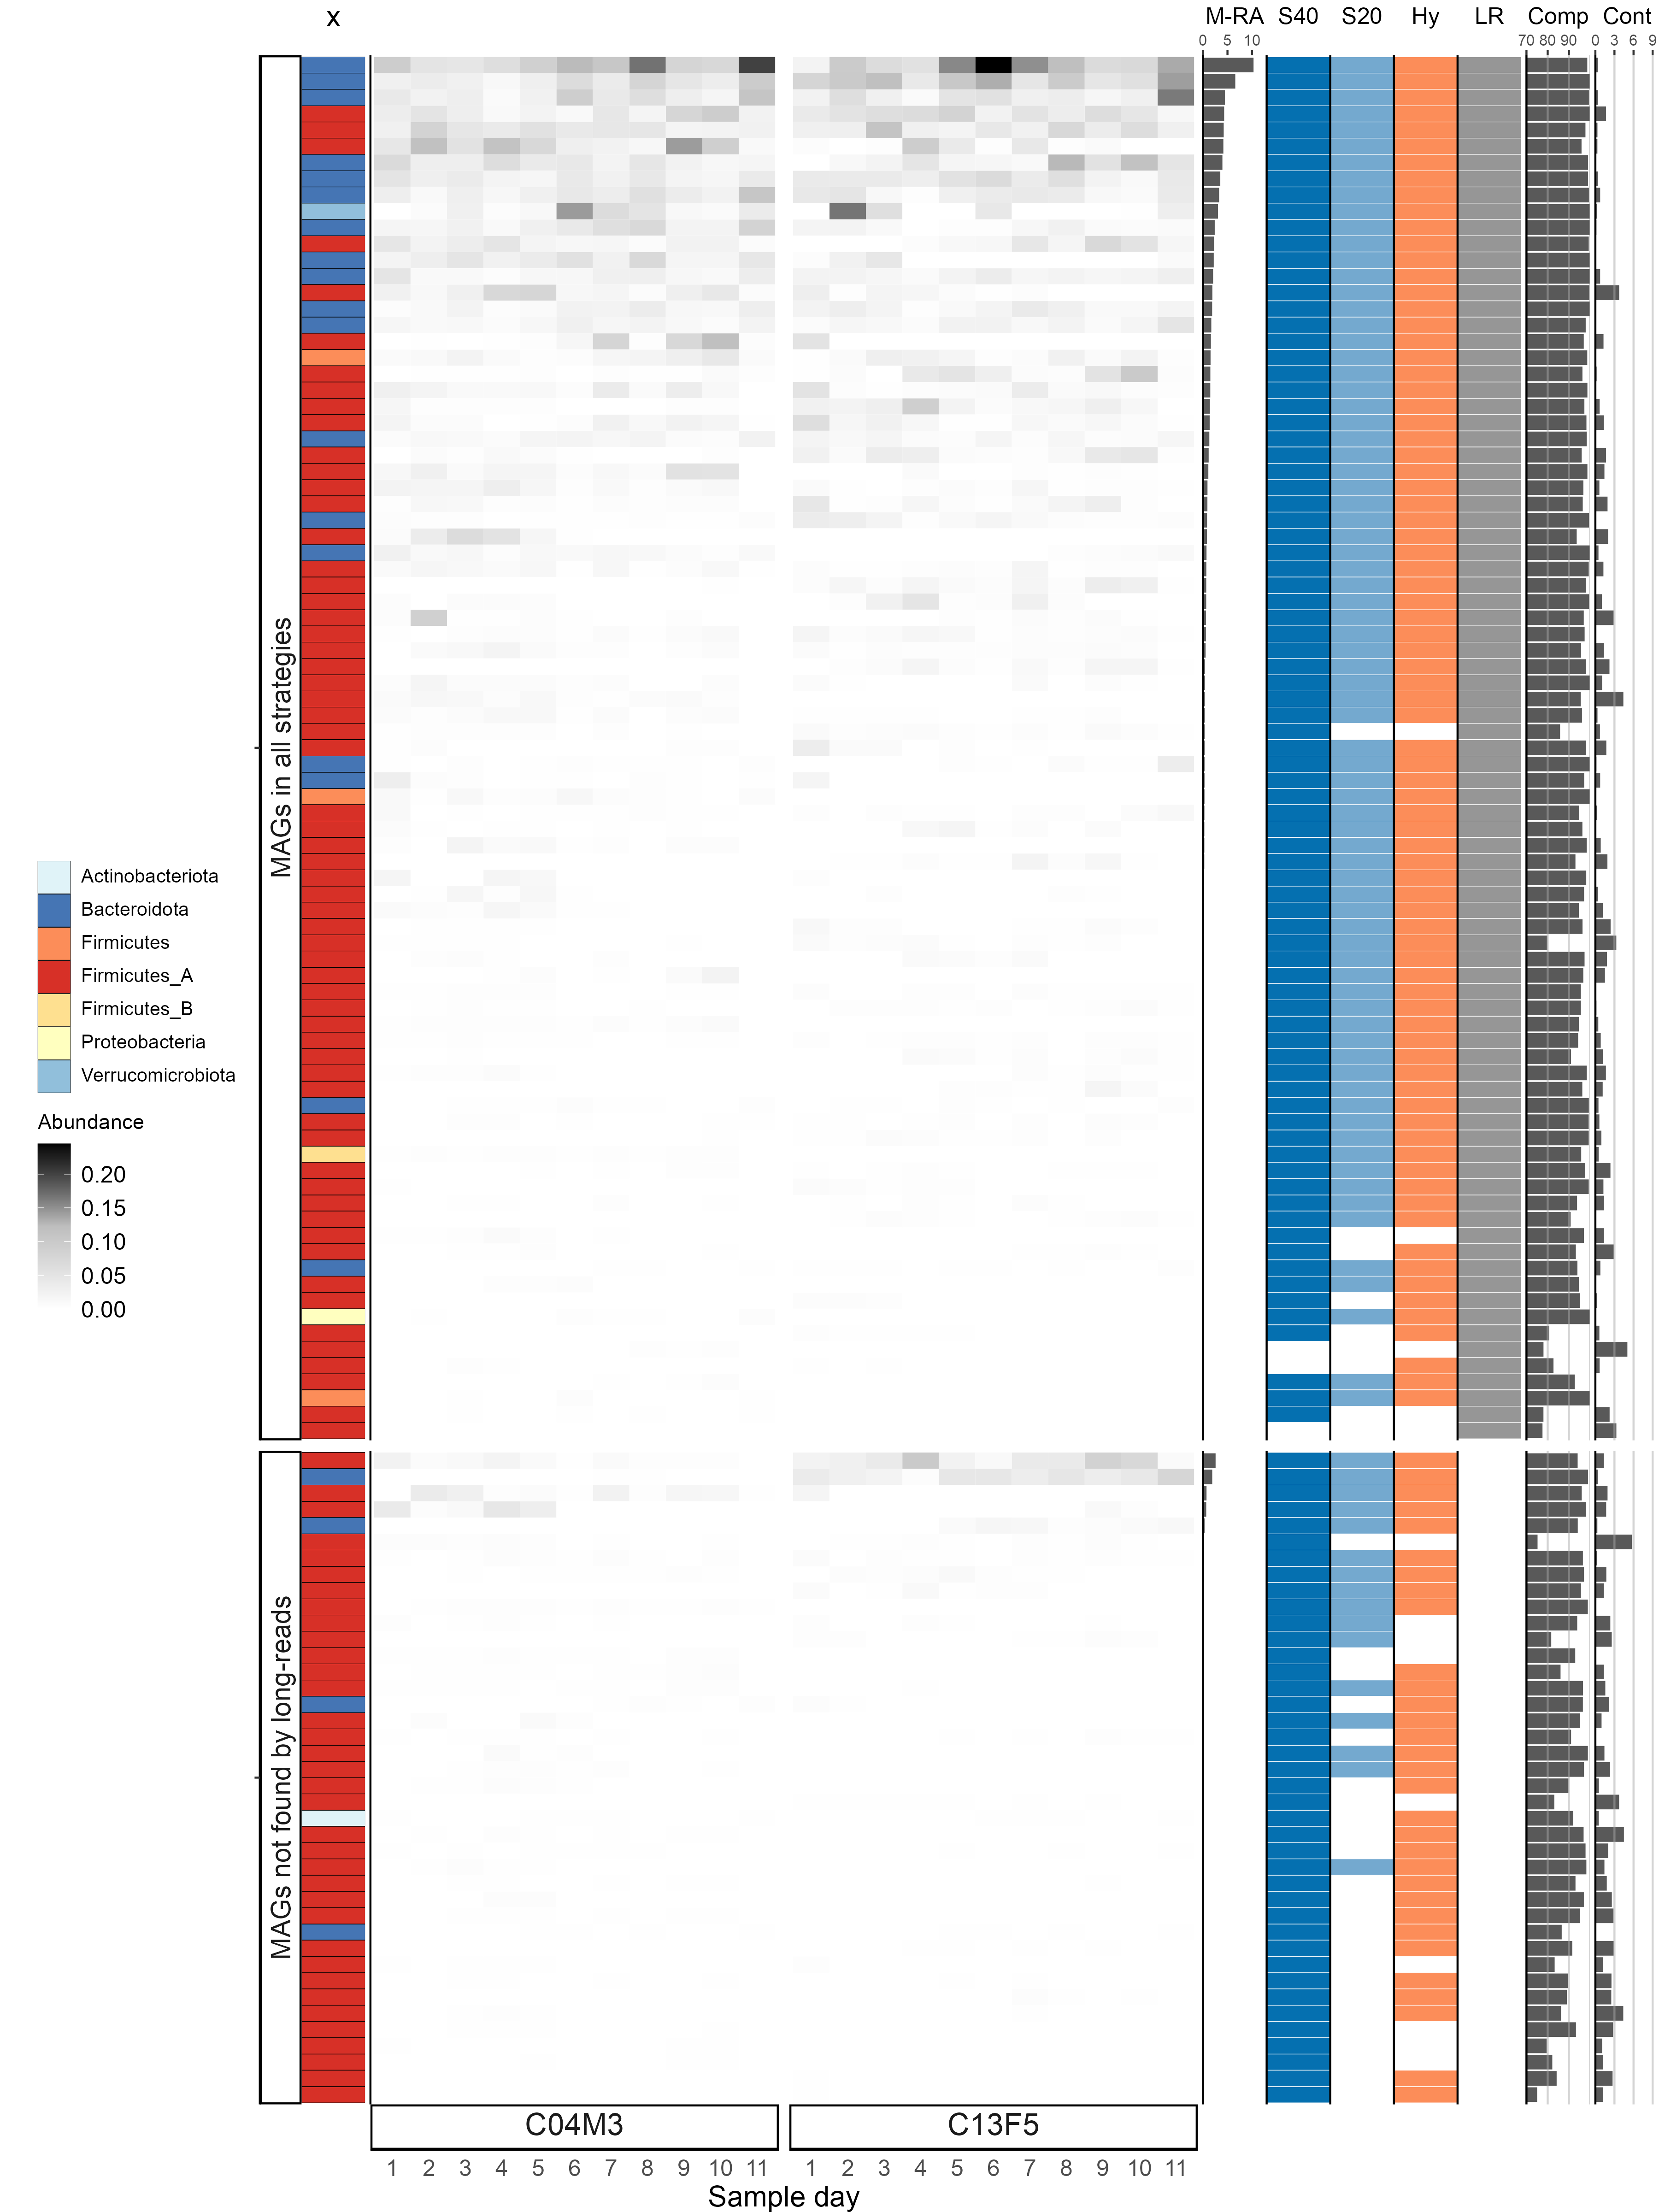 x M-RA S40 S20 Hy LR Comp Cont
0 5 10 70 80 90 0 3 6 9
MAGs in all strategies
Actinobacteriota
Bacteroidota
Firmicutes
Firmicutes_A
Firmicutes_B
Proteobacteria
Verrucomicrobiota
Abundance
0.20
0.15
0.10
0.05
0.00
MAGs not found by long-reads
C04M3 C13F5
1 2 3 4 5 6 7 8 9 10 11 1 2 3 4 5 6 7 8 9 10 11
Sample day